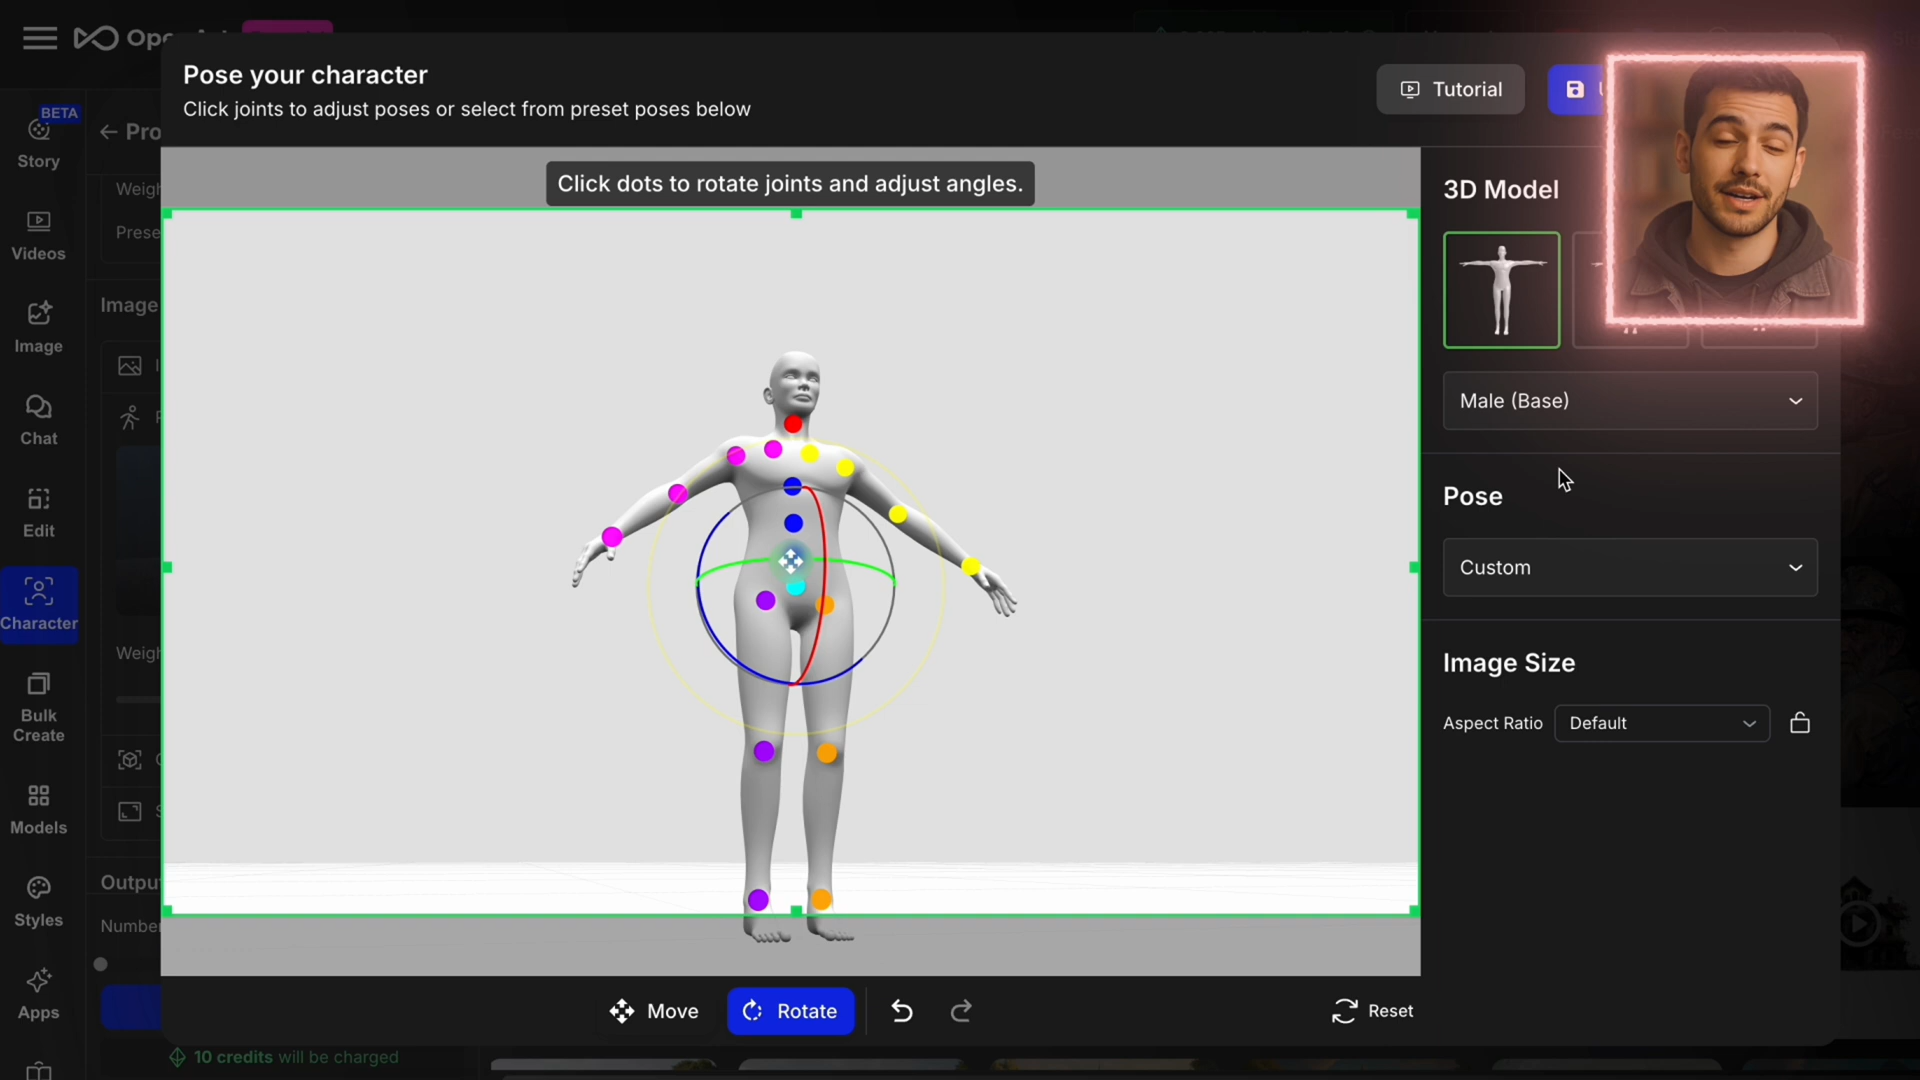 Pose your character
Click joints to adjust poses or select from preset poses below
Tutorial
Click dots to rotate joints and adjust angles.
3D Model
Male (Base)
Pose
Custom
Image Size
Aspect Ratio
Default
Move
Rotate
Reset
BETA
Story
Videos
Image
Chat
Edit
Character
Bulk
Create
Models
Styles
Apps
Image
10 credits will be charged